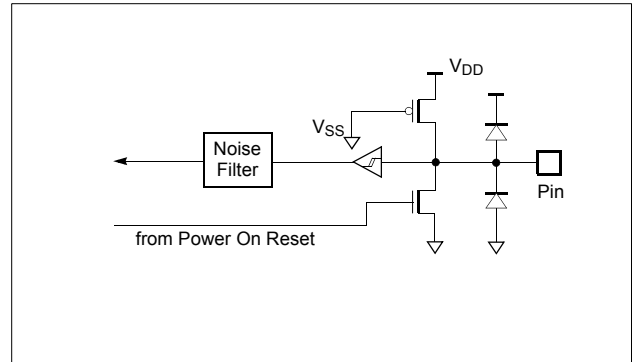 VDD
VSS
Noise
Filter
Pin
from Power On Reset